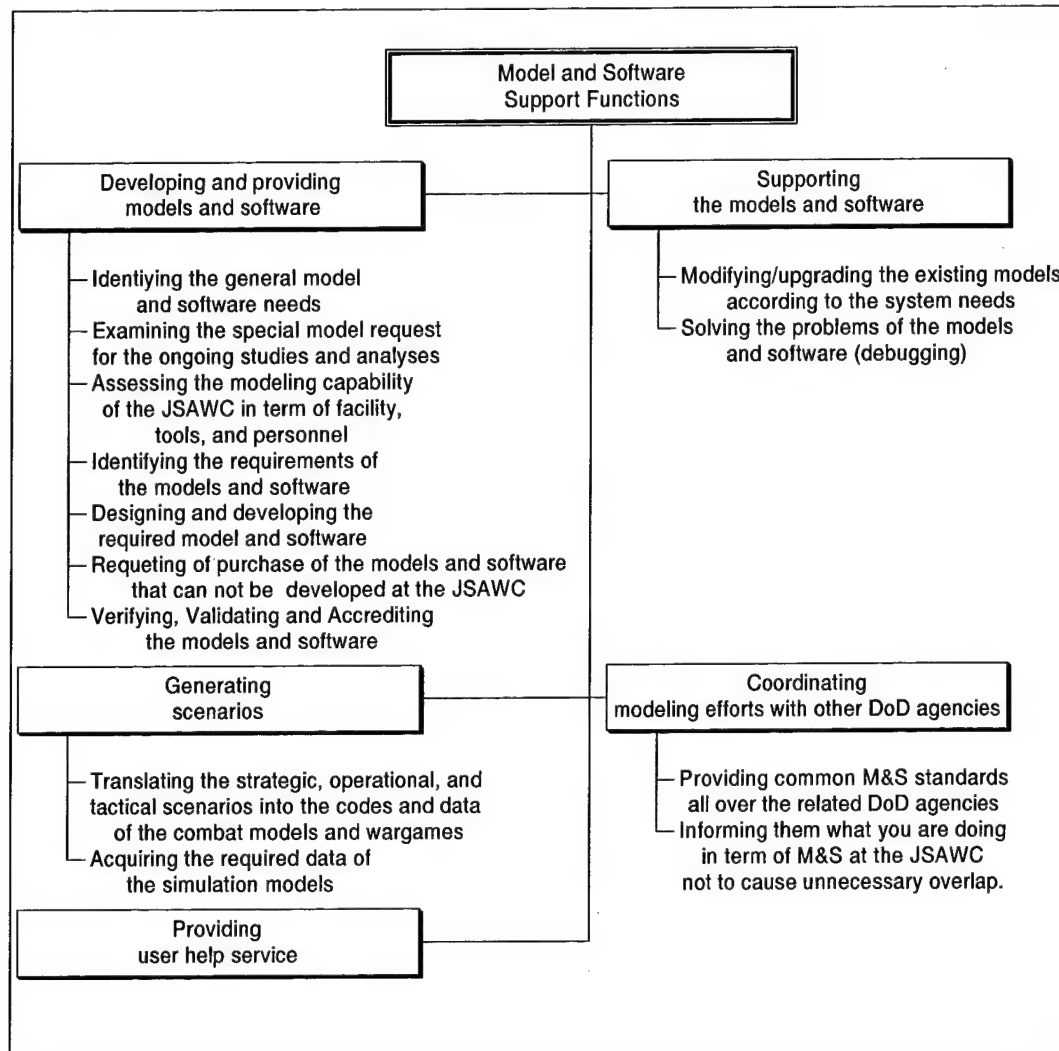 Model and Software
Support Functions
Developing and providing
models and software
Identiying the general model
and software needs
Examining the special model request
for the ongoing studies and analyses
Assessing the modeling capability
of the JSAWC in term of facility,
tools, and personnel
Identifying the requirements of
the models and software
Designing and developing the
required model and software
Requeting of purchase of the models and software
that can not be developed at the JSAWC
Verifying, Validating and Accrediting
the models and software
Supporting
the models and software
Modifying/upgrading the existing models
according to the system needs
Solving the problems of the models
and software (debugging)
Generating
scenarios
Translating the strategic, operational, and
tactical scenarios into the codes and data
of the combat models and wargames
Acquiring the required data of
the simulation models
Coordinating
modeling efforts with other DoD agencies
Providing common M&S standards
all over the related DoD agencies
Informing them what you are doing
in term of M&S at the JSAWC
not to cause unnecessary overlap.
Providing
user help service